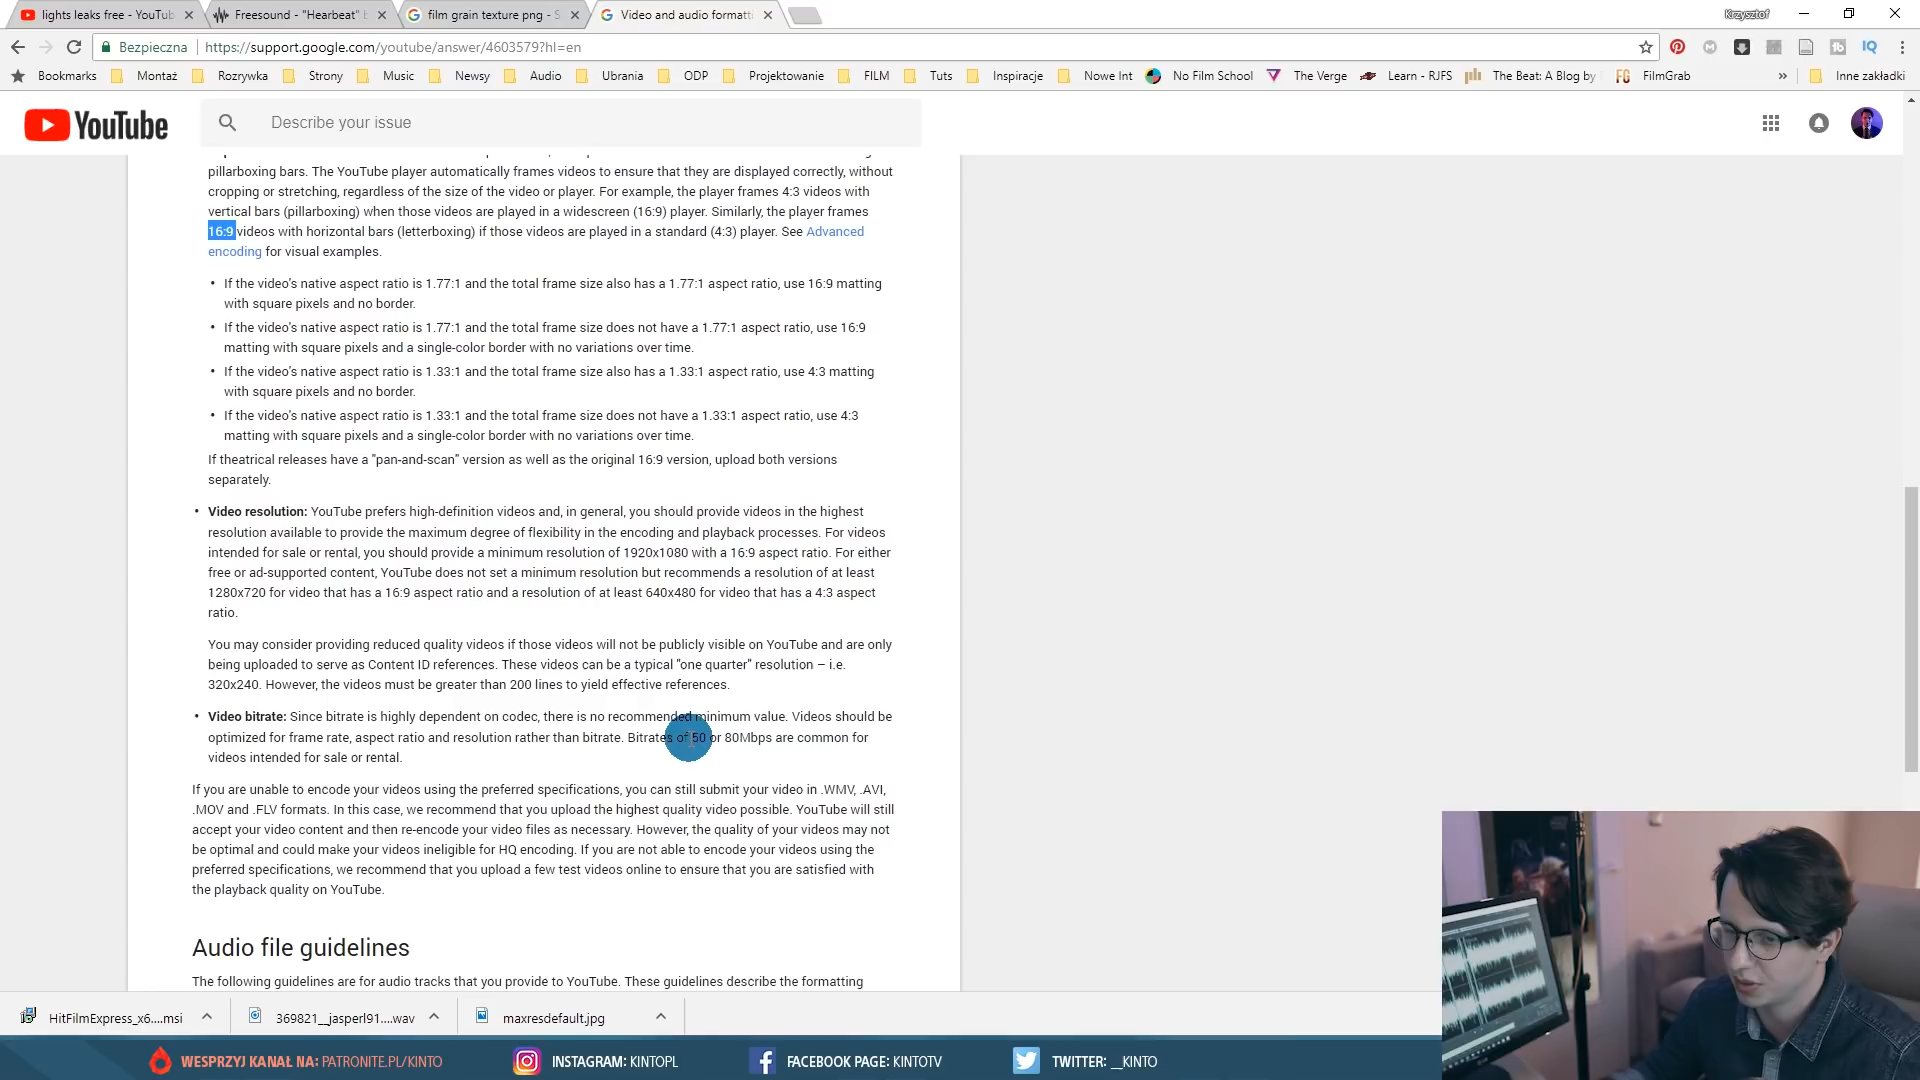 lights leaks free - YouTub
Freesound - "Hearbeat" b
film grain texture png - S
Video and audio formatti
Krzysztof
Bezpieczna
https://support.google.com/youtube/answer/4603579?hl=en
Bookmarks
Montaż
Rozrywka
Strony
Music
Newsy
Audio
Ubrania
ODP
Projektowanie
FILM
Tuts
Inspiracje
Nowe Int
No Film School
The Verge
Learn - RJFS
The Beat: A Blog by
FilmGrab
»
Inne zakładki
YouTube
Describe your issue
pillarboxing bars. The YouTube player automatically frames videos to ensure that they are displayed correctly, without
cropping or stretching, regardless of the size of the video or player. For example, the player frames 4:3 videos with
vertical bars (pillarboxing) when those videos are played in a widescreen (16:9) player. Similarly, the player frames
16:9 videos with horizontal bars (letterboxing) if those videos are played in a standard (4:3) player. See Advanced
encoding for visual examples.
• If the video's native aspect ratio is 1.77:1 and the total frame size also has a 1.77:1 aspect ratio, use 16:9 matting
with square pixels and no border.
• If the video's native aspect ratio is 1.77:1 and the total frame size does not have a 1.77:1 aspect ratio, use 16:9
matting with square pixels and a single-color border with no variations over time.
• If the video's native aspect ratio is 1.33:1 and the total frame size also has a 1.33:1 aspect ratio, use 4:3 matting
with square pixels and no border.
• If the video's native aspect ratio is 1.33:1 and the total frame size does not have a 1.33:1 aspect ratio, use 4:3
matting with square pixels and a single-color border with no variations over time.
If theatrical releases have a "pan-and-scan" version as well as the original 16:9 version, upload both versions
separately.
• Video resolution: YouTube prefers high-definition videos and, in general, you should provide videos in the highest
resolution available to provide the maximum degree of flexibility in the encoding and playback processes. For videos
intended for sale or rental, you should provide a minimum resolution of 1920x1080 with a 16:9 aspect ratio. For either
free or ad-supported content, YouTube does not set a minimum resolution but recommends a resolution of at least
1280x720 for video that has a 16:9 aspect ratio and a resolution of at least 640x480 for video that has a 4:3 aspect
ratio.
You may consider providing reduced quality videos if those videos will not be publicly visible on YouTube and are only
being uploaded to serve as Content ID references. These videos can be a typical "one quarter" resolution – i.e.
320x240. However, the videos must be greater than 200 lines to yield effective references.
• Video bitrate: Since bitrate is highly dependent on codec, there is no recommended minimum value. Videos should be
optimized for frame rate, aspect ratio and resolution rather than bitrate. Bitrates of 50 or 80Mbps are common for
videos intended for sale or rental.
If you are unable to encode your videos using the preferred specifications, you can still submit your video in .WMV, .AVI,
.MOV and .FLV formats. In this case, we recommend that you upload the highest quality video possible. YouTube will still
accept your video content and then re-encode your video files as necessary. However, the quality of your videos may not
be optimal and could make your videos ineligible for HQ encoding. If you are not able to encode your videos using the
preferred specifications, we recommend that you upload a few test videos online to ensure that you are satisfied with
the playback quality on YouTube.
Audio file guidelines
The following guidelines are for audio tracks that you provide to YouTube. These guidelines describe the formatting
HitFilmExpress_x6....msi
369821__jasperl91....wav
maxresdefault.jpg
WESPRZYJ KANAŁ NA: PATRONITE.PL/KINTO
INSTAGRAM: KINTOPL
FACEBOOK PAGE: KINTOTV
TWITTER: __KINTO